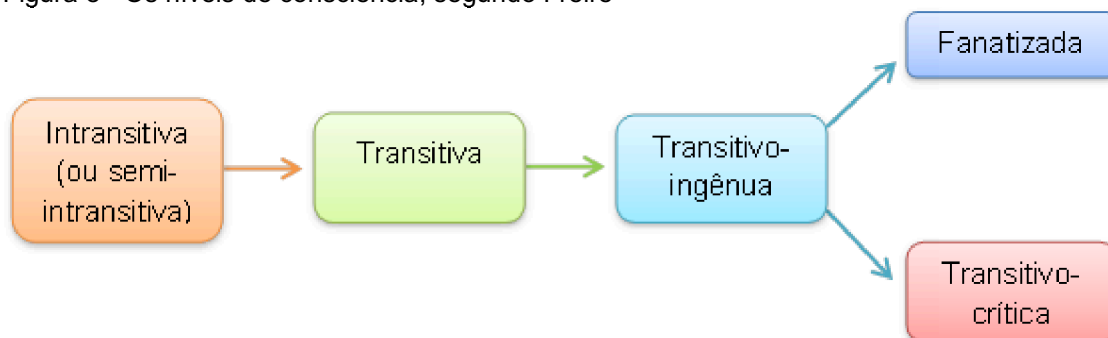 Intransitiva
(ou semi-
intransitiva)
Transitiva
Transitivo-
ingênua
Fanatizada
Transitivo-
crítica